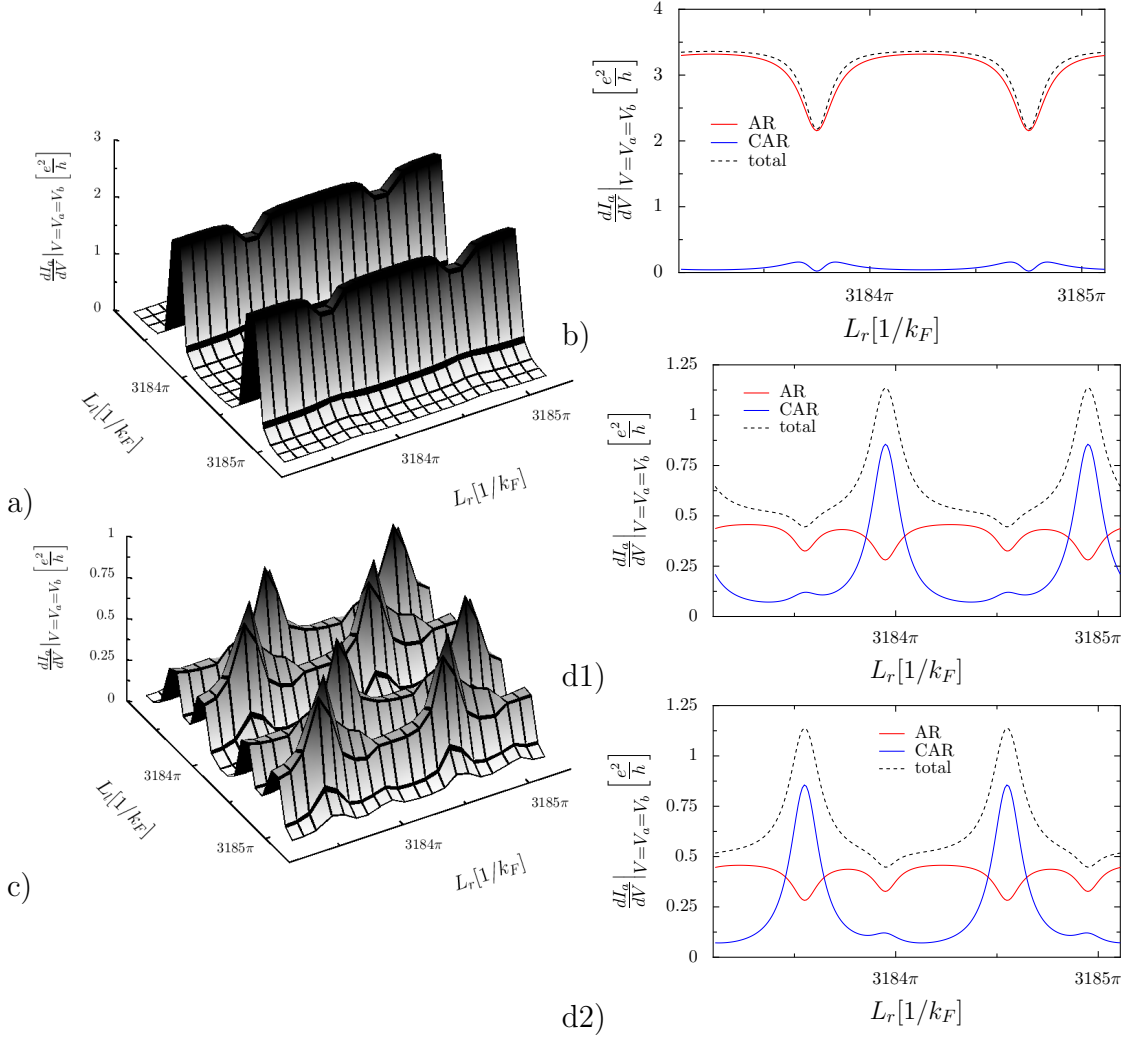 a)
dI_a/dV|V=V_a=V_b [e²/h]
3
2
1
0
3184π
3185π
L_l[1/k_F]
3184π
3185π
L_r[1/k_F]
b)
dI_a/dV|V=V_a=V_b [e²/h]
4
3
2
1
0
AR
CAR
total
3184π
3185π
L_r[1/k_F]
c)
dI_a/dV|V=V_a=V_b [e²/h]
1
0.75
0.5
0.25
0
3184π
3185π
L_l[1/k_F]
3184π
3185π
L_r[1/k_F]
d1)
dI_a/dV|V=V_a=V_b [e²/h]
1.25
1
0.75
0.5
0.25
0
AR
CAR
total
3184π
3185π
L_r[1/k_F]
d2)
dI_a/dV|V=V_a=V_b [e²/h]
1.25
1
0.75
0.5
0.25
0
AR
CAR
total
3184π
3185π
L_r[1/k_F]